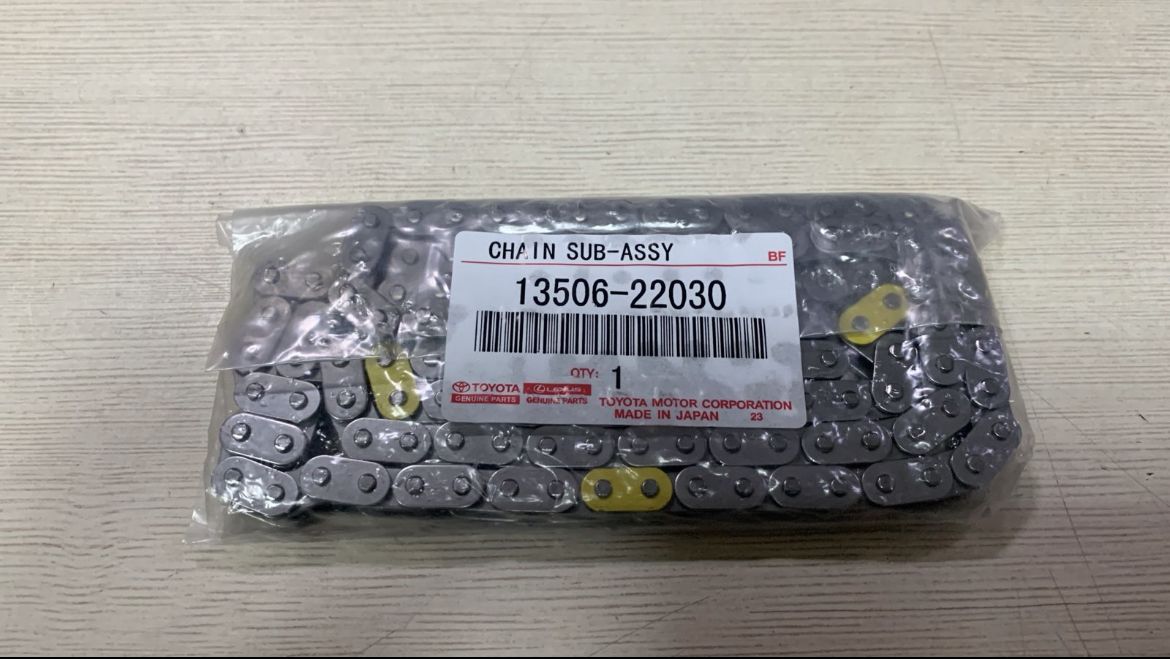 CHAIN SUB-ASSY BF
13506-22030
QTY: 1
TOYOTA LEXUS
GENUINE PARTS GENUINE PARTS TOYOTA MOTOR CORPORATION
MADE IN JAPAN 23